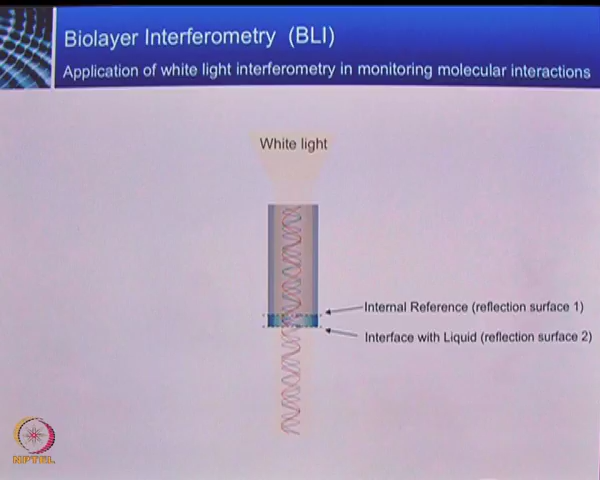 Biolayer Interferometry (BLI)
Application of white light interferometry in monitoring molecular interactions
White light
Internal Reference (reflection surface 1)
Interface with Liquid (reflection surface 2)
NPTEL